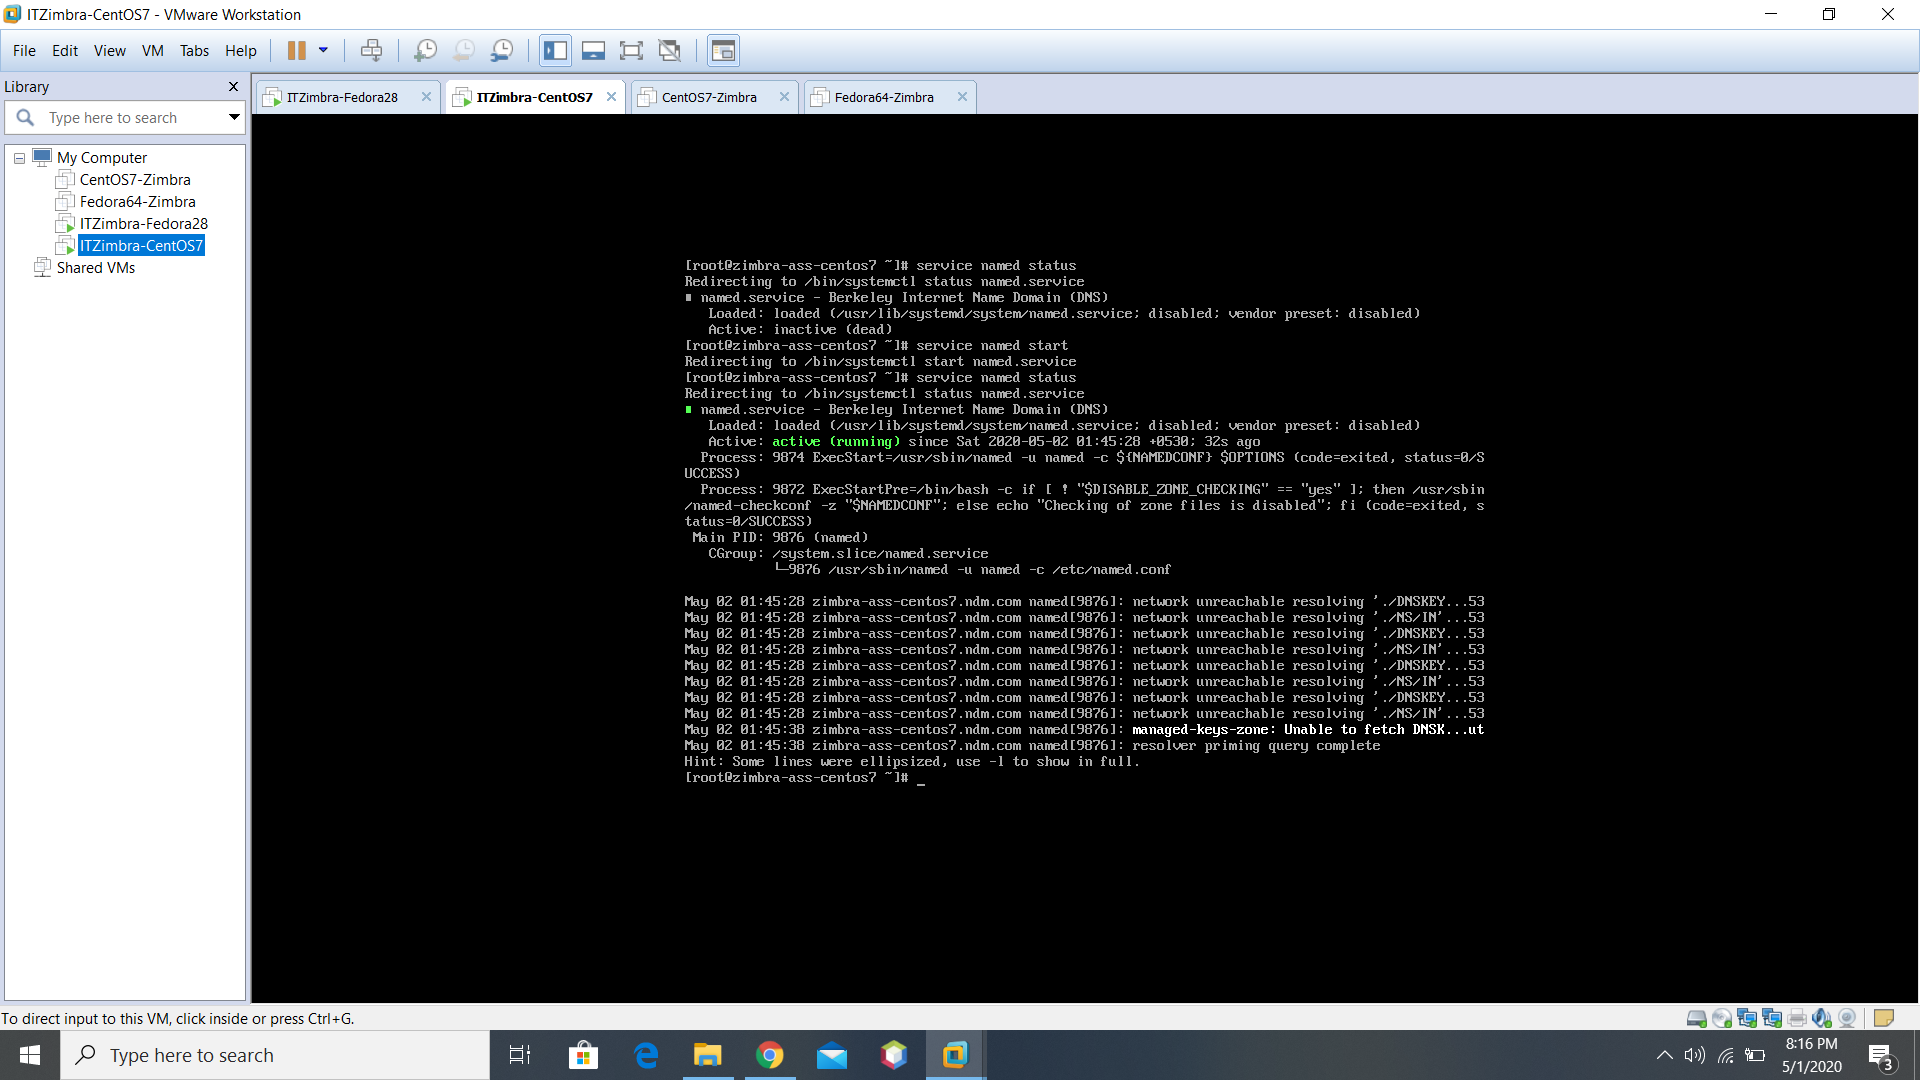 ITZimbra-CentOS7 - VMware Workstation
File Edit View VM Tabs Help
Library
Type here to search
My Computer
CentOS7-Zimbra
Fedora64-Zimbra
ITZimbra-Fedora28
ITZimbra-CentOS7
Shared VMs
ITZimbra-Fedora28 ITZimbra-CentOS7 CentOS7-Zimbra Fedora64-Zimbra
[root@zimbra-ass-centos7 ~]# service named status
Redirecting to /bin/systemctl status named.service
named.service - Berkeley Internet Name Domain (DNS)
Loaded: loaded (/usr/lib/systemd/system/named.service; disabled; vendor preset: disabled)
Active: inactive (dead)
[root@zimbra-ass-centos7 ~]# service named start
Redirecting to /bin/systemctl start named.service
[root@zimbra-ass-centos7 ~]# service named status
Redirecting to /bin/systemctl status named.service
named.service - Berkeley Internet Name Domain (DNS)
Loaded: loaded (/usr/lib/systemd/system/named.service; disabled; vendor preset: disabled)
Active: active (running) since Sat 2020-05-02 01:45:28 +0530; 32s ago
Process: 9874 ExecStart=/usr/sbin/named -u named -c ${NAMEDCONF} $OPTIONS (code=exited, status=0/S
UCCESS)
Process: 9872 ExecStartPre=/bin/bash -c if [ ! "$DISABLE_ZONE_CHECKING" == "yes" ]; then /usr/sbin
/named-checkconf -z "$NAMEDCONF"; else echo "Checking of zone files is disabled"; fi (code=exited, s
tatus=0/SUCCESS)
Main PID: 9876 (named)
CGroup: /system.slice/named.service
└─9876 /usr/sbin/named -u named -c /etc/named.conf
May 02 01:45:28 zimbra-ass-centos7.ndm.com named[9876]: network unreachable resolving './DNSKEY...53
May 02 01:45:28 zimbra-ass-centos7.ndm.com named[9876]: network unreachable resolving './NS/IN'...53
May 02 01:45:28 zimbra-ass-centos7.ndm.com named[9876]: network unreachable resolving './DNSKEY...53
May 02 01:45:28 zimbra-ass-centos7.ndm.com named[9876]: network unreachable resolving './NS/IN'...53
May 02 01:45:28 zimbra-ass-centos7.ndm.com named[9876]: network unreachable resolving './DNSKEY...53
May 02 01:45:28 zimbra-ass-centos7.ndm.com named[9876]: network unreachable resolving './NS/IN'...53
May 02 01:45:28 zimbra-ass-centos7.ndm.com named[9876]: network unreachable resolving './DNSKEY...53
May 02 01:45:28 zimbra-ass-centos7.ndm.com named[9876]: network unreachable resolving './NS/IN'...53
May 02 01:45:38 zimbra-ass-centos7.ndm.com named[9876]: managed-keys-zone: Unable to fetch DNSK...ut
May 02 01:45:38 zimbra-ass-centos7.ndm.com named[9876]: resolver priming query complete
Hint: Some lines were ellipsized, use -l to show in full.
[root@zimbra-ass-centos7 ~]# _
To direct input to this VM, click inside or press Ctrl+G.
Type here to search
8:16 PM
5/1/2020
3